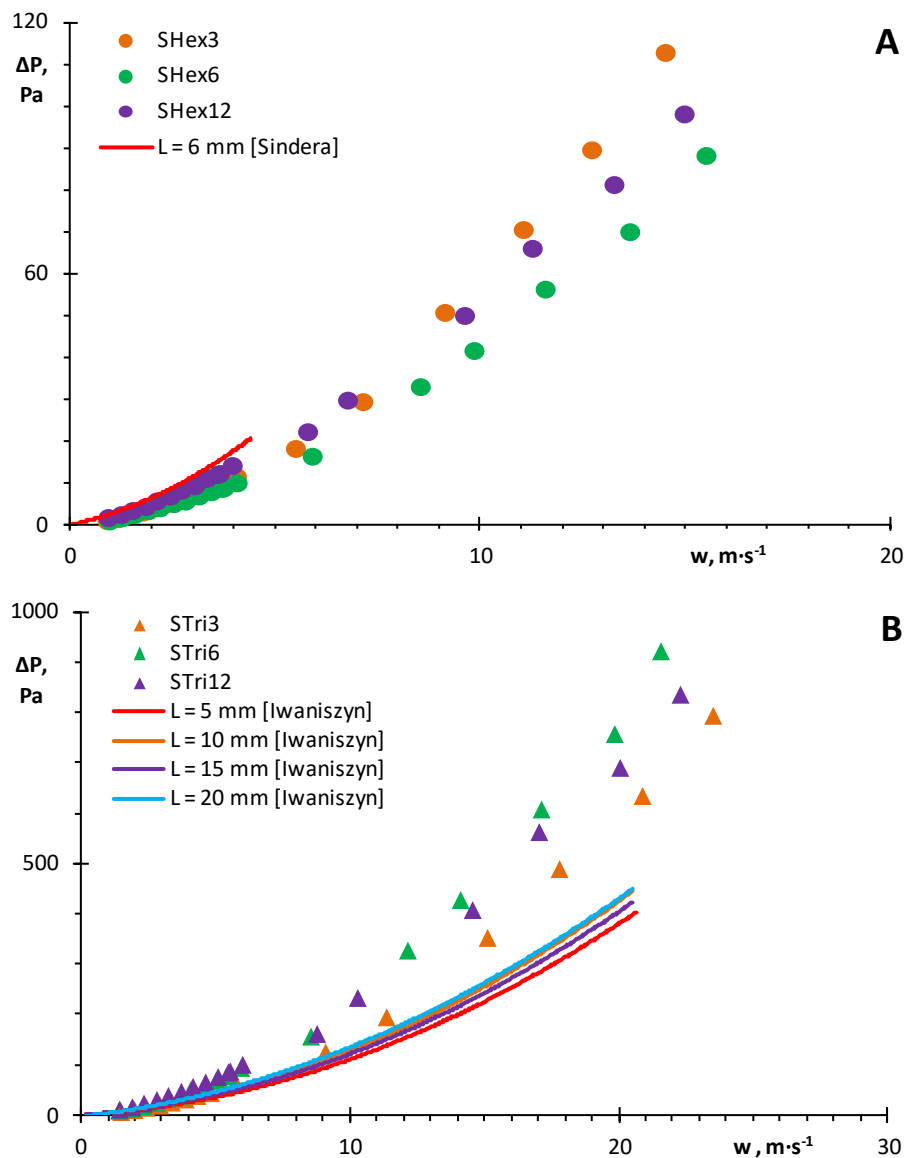 120
A
ΔP,
Pa
SHex3
SHex6
SHex12
L = 6 mm [Sindera]
60
0
0
10
20
w, m·s⁻¹
1000
B
ΔP,
Pa
STri3
STri6
STri12
L = 5 mm [Iwaniszyn]
L = 10 mm [Iwaniszyn]
L = 15 mm [Iwaniszyn]
L = 20 mm [Iwaniszyn]
500
0
0
10
20
30
w, m·s⁻¹